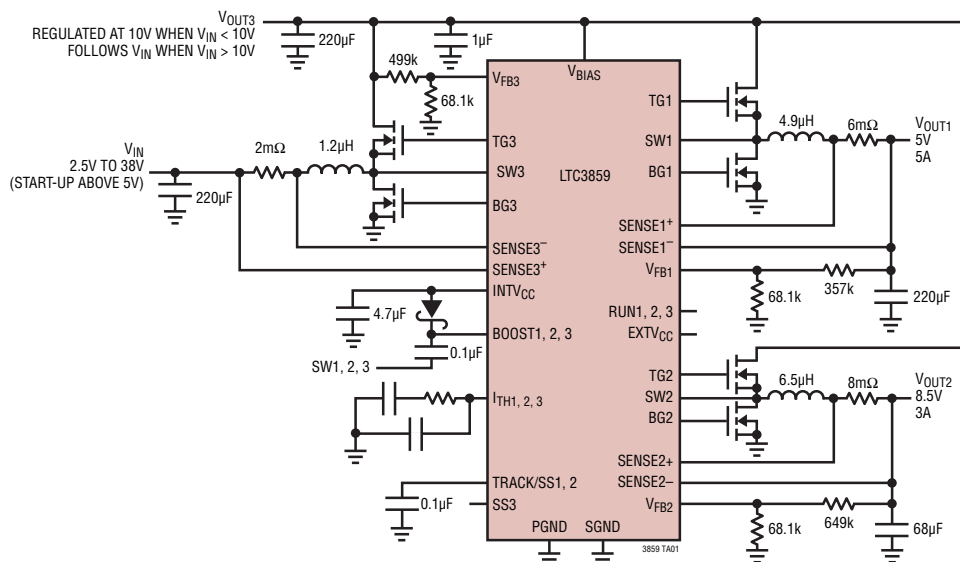 VOUT3
REGULATED AT 10V WHEN VIN < 10V
FOLLOWS VIN WHEN VIN > 10V
220µF
1µF
499k
68.1k
VFB3
VBIAS
TG3
SW3
BG3
SENSE3–
SENSE3+
INTVCC
BOOST1, 2, 3
ITH1, 2, 3
TRACK/SS1, 2
SS3
PGND
SGND
LTC3859
VIN
2.5V TO 38V
(START-UP ABOVE 5V)
220µF
2mΩ
1.2µH
4.7µF
0.1µF
SW1, 2, 3
0.1µF
TG1
SW1
BG1
SENSE1+
SENSE1–
VFB1
RUN1, 2, 3
EXTVCC
TG2
SW2
BG2
SENSE2+
SENSE2–
VFB2
4.9µH
6mΩ
VOUT1
5V
5A
357k
68.1k
220µF
6.5µH
8mΩ
VOUT2
8.5V
3A
649k
68.1k
68µF
3859 TA01